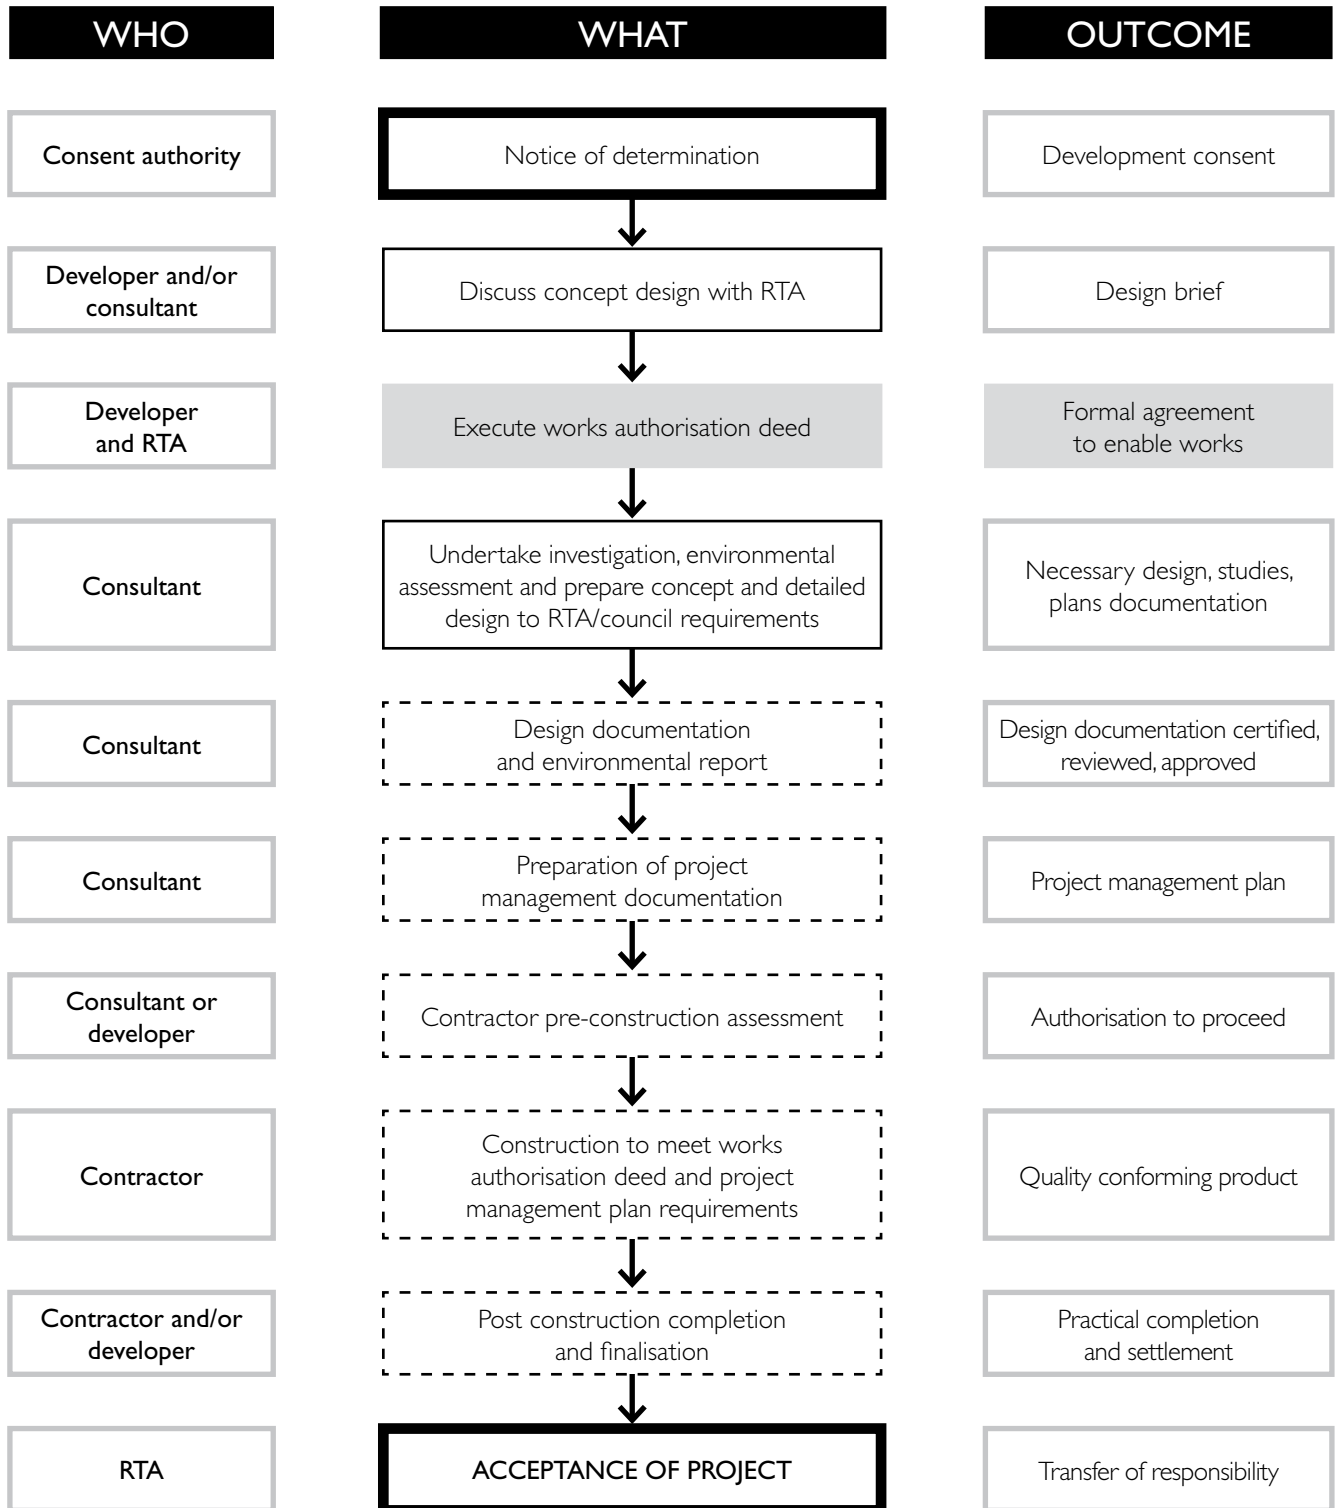 WHO
WHAT
OUTCOME
Consent authority
Notice of determination
Development consent
Developer and/or
consultant
Discuss concept design with RTA
Design brief
Developer
and RTA
Execute works authorisation deed
Formal agreement
to enable works
Consultant
Undertake investigation, environmental
assessment and prepare concept and detailed
design to RTA/council requirements
Necessary design, studies,
plans documentation
Consultant
Design documentation
and environmental report
Design documentation certified,
reviewed, approved
Consultant
Preparation of project
management documentation
Project management plan
Consultant or
developer
Contractor pre-construction assessment
Authorisation to proceed
Contractor
Construction to meet works
authorisation deed and project
management plan requirements
Quality conforming product
Contractor and/or
developer
Post construction completion
and finalisation
Practical completion
and settlement
RTA
ACCEPTANCE OF PROJECT
Transfer of responsibility